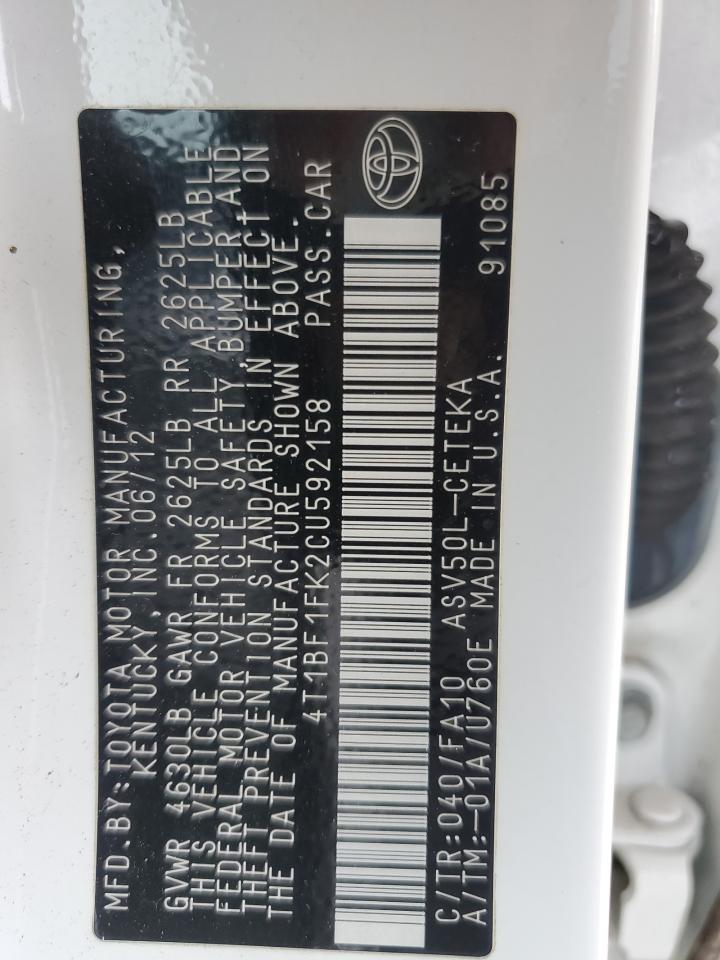 MFD.BY:TOYOTA MOTOR MANUFACTURING,
KENTUCKY,INC.06/12
GVWR 4630LB GAWR FR 2625LB RR 2625LB
THIS VEHICLE CONFORMS TO ALL APPLICABLE
FEDERAL MOTOR VEHICLE SAFETY,BUMPER,AND
THEFT PREVENTION STANDARDS IN EFFECT ON
THE DATE OF MANUFACTURE SHOWN ABOVE.
4T1BF1FK2CU592158 PASS.CAR
C/TR:040/FA10 ASV50L-CETEKA
A/TM:-01A/U760E MADE IN U.S.A. 91085